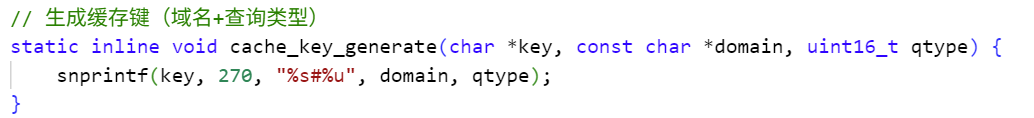 // 生成缓存键（域名+查询类型）
static inline void cache_key_generate(char *key, const char *domain, uint16_t qtype) {
    snprintf(key, 270, "%s#%u", domain, qtype);
}